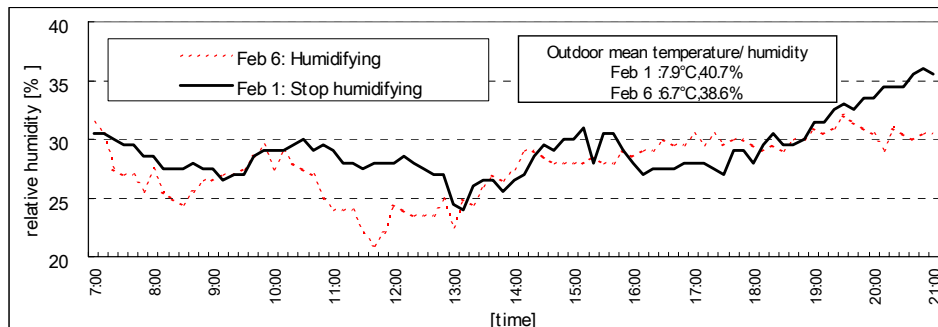 40
35
30
25
20
relative humidity [%]
Feb 6: Humidifying
Feb 1: Stop humidifying
Outdoor mean temperature/ humidity
Feb 1 :7.9°C,40.7%
Feb 6 :6.7°C,38.6%
7:00
8:00
9:00
10:00
11:00
12:00
13:00
14:00
15:00
16:00
17:00
18:00
19:00
20:00
21:00
[time]